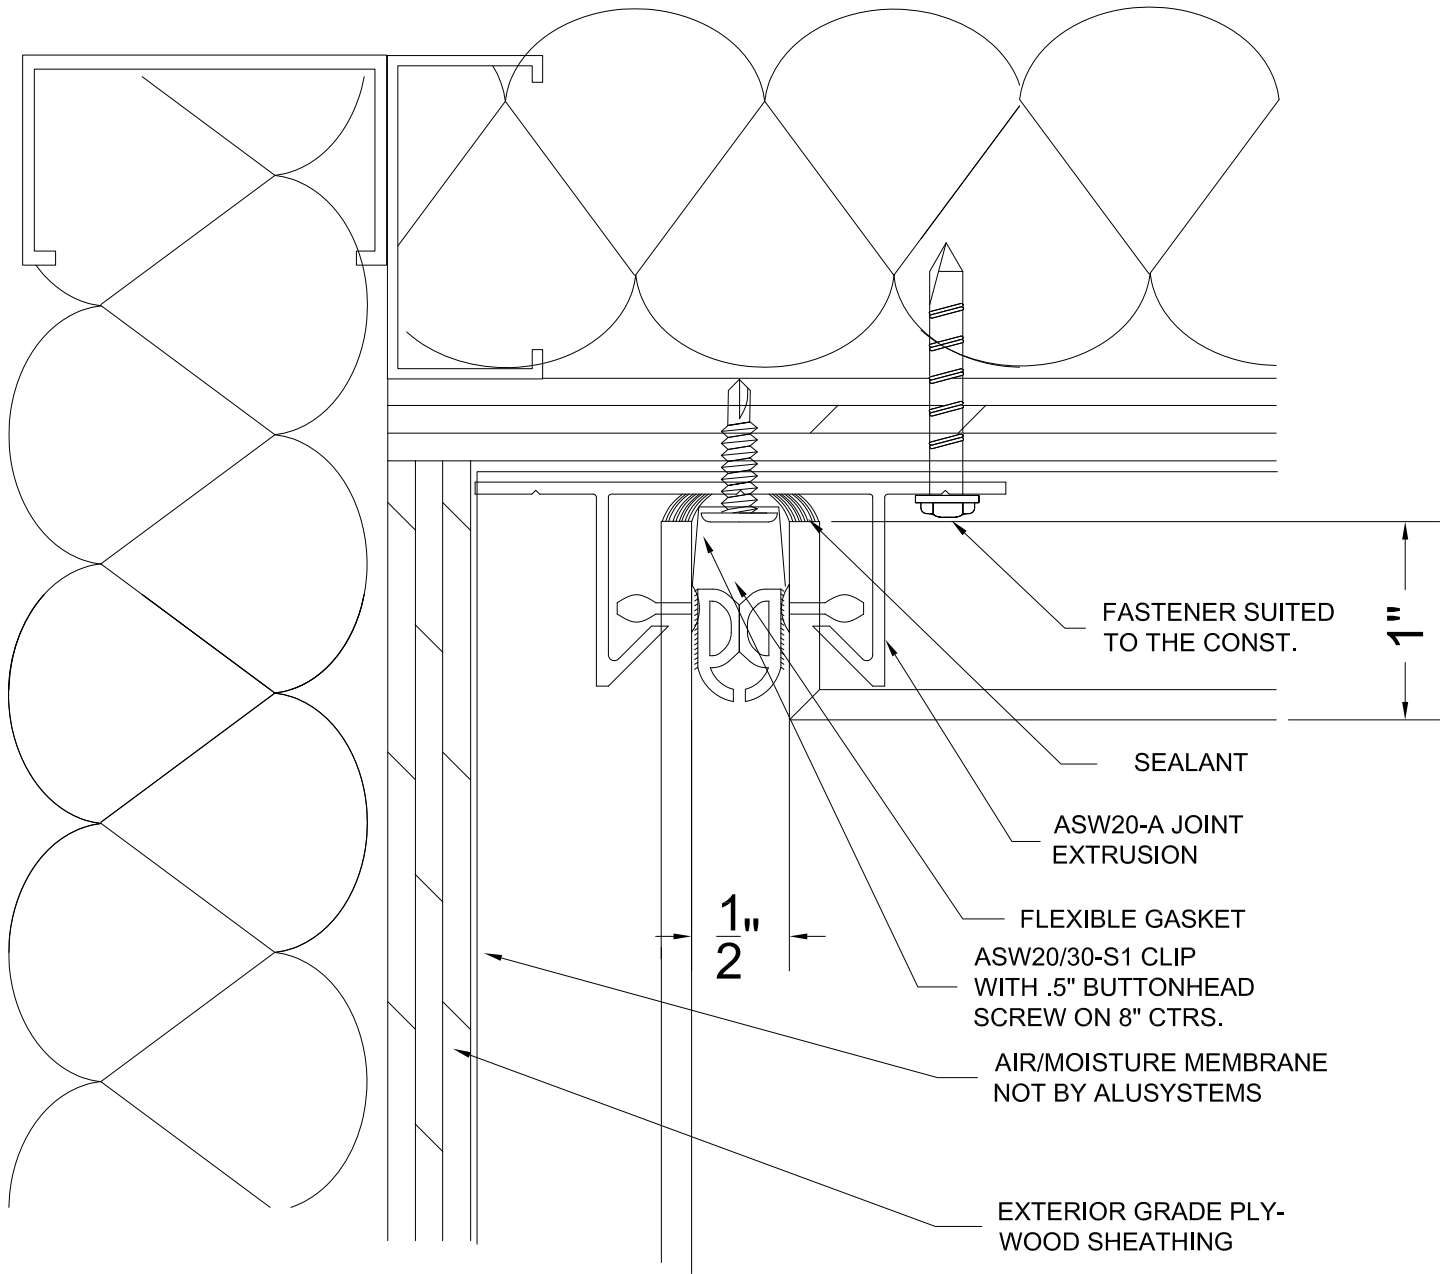 FASTENER SUITED
TO THE CONST.
1"
SEALANT
ASW20-A JOINT
EXTRUSION
FLEXIBLE GASKET
1/2"
ASW20/30-S1 CLIP
WITH .5" BUTTONHEAD
SCREW ON 8" CTRS.
AIR/MOISTURE MEMBRANE
NOT BY ALUSYSTEMS
EXTERIOR GRADE PLY-
WOOD SHEATHING